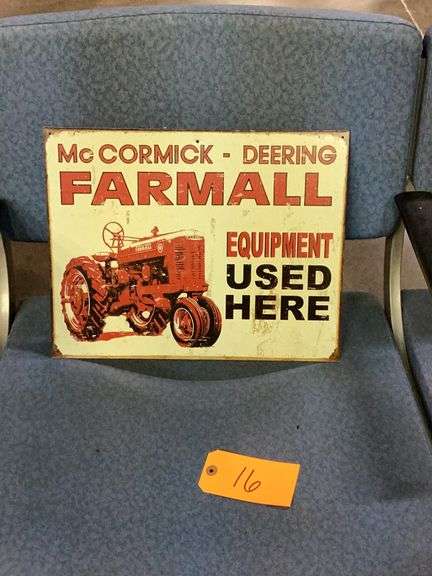 McCORMICK - DEERING
FARMALL
EQUIPMENT
USED
HERE
16